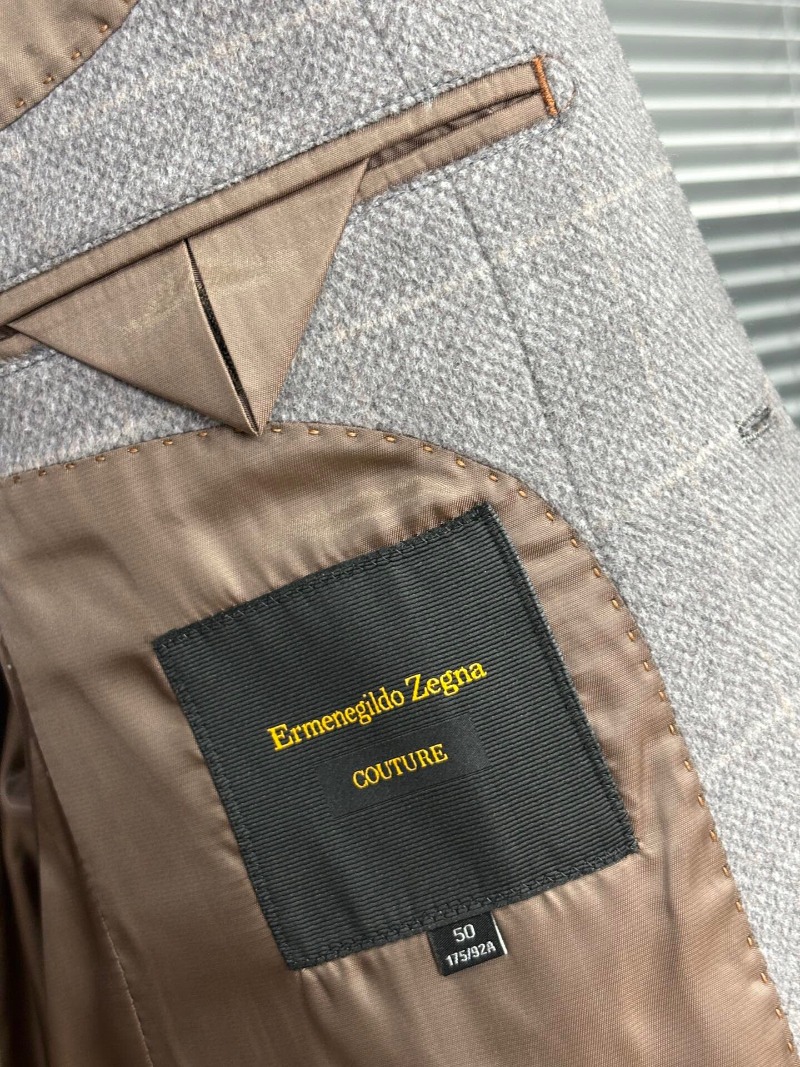 Ermenegildo Zegna
COUTURE
50
175/92A